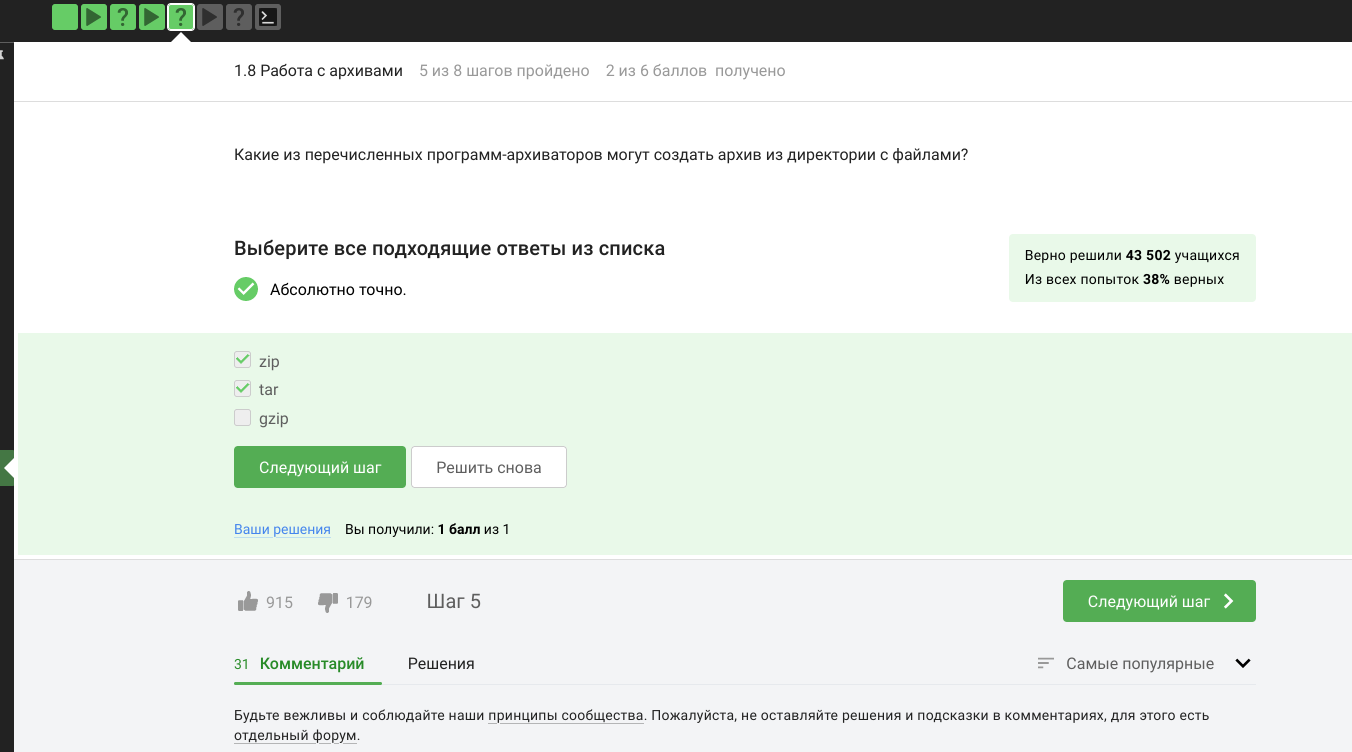 1.8 Работа с архивами 5 из 8 шагов пройдено 2 из 6 баллов получено
Какие из перечисленных программ-архиваторов могут создать архив из директории с файлами?
Выберите все подходящие ответы из списка
Абсолютно точно.
Верно решили 43 502 учащихся
Из всех попыток 38% верных
zip
tar
gzip
Следующий шаг Решить снова
Ваши решения Вы получили: 1 балл из 1
915 179 Шаг 5 Следующий шаг
31 Комментарий Решения Самые популярные
Будьте вежливы и соблюдайте наши принципы сообщества. Пожалуйста, не оставляйте решения и подсказки в комментариях, для этого есть
отдельный форум.